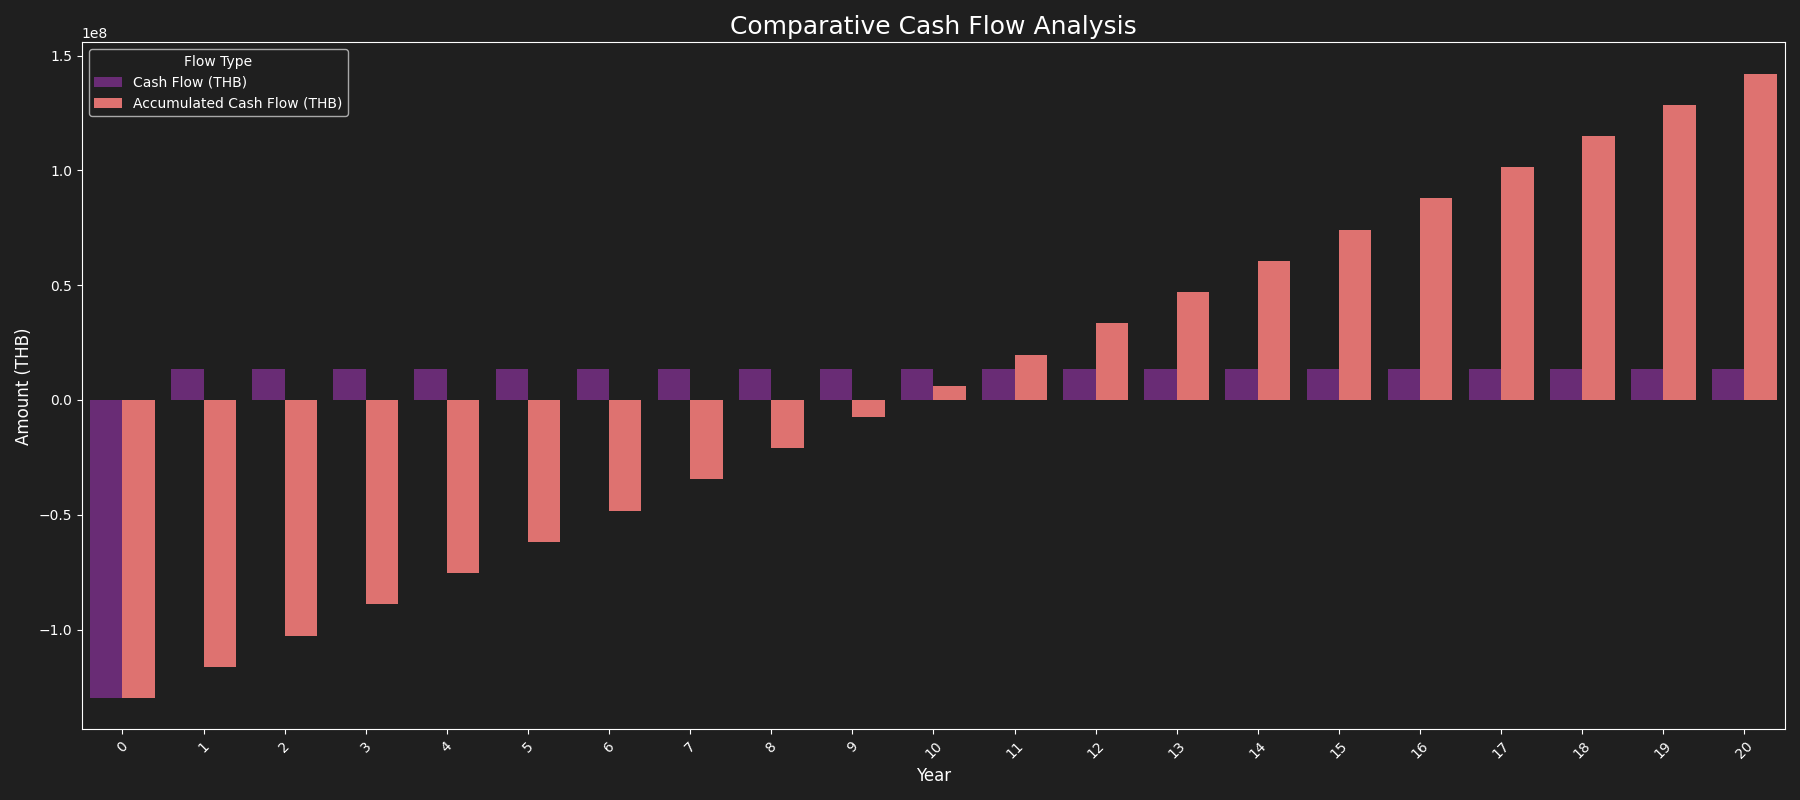 Comparative Cash Flow Analysis
1e8
Flow Type
Cash Flow (THB)
Accumulated Cash Flow (THB)
1.5
1.0
0.5
0.0
−0.5
−1.0
Amount (THB)
0 1 2 3 4 5 6 7 8 9 10 11 12 13 14 15 16 17 18 19 20
Year